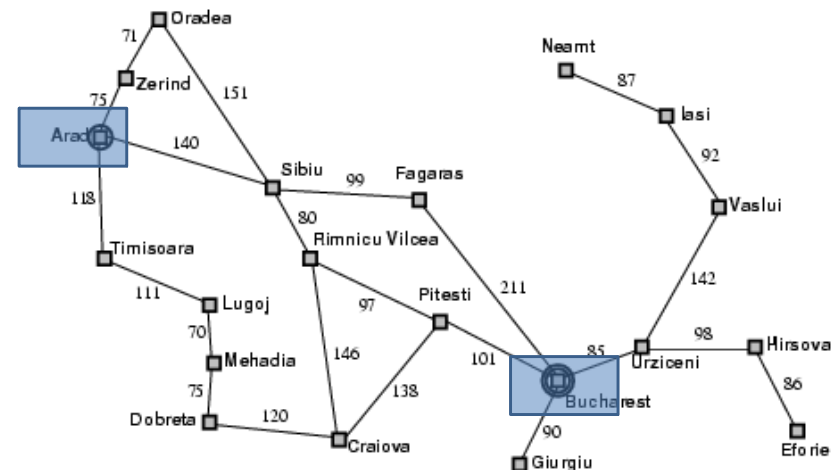 Oradea
71
Neamt
Zerind
87
75
151
Iasi
Arad
140
92
Sibiu
Fagaras
99
118
Vaslui
80
Timisoara
Rimnicu Vilcea
111
142
Lugoj
97
Pitesti
211
70
98
Hirsova
146
101
85
Urziceni
Mehadia
75
138
86
Bucharest
Dobreta
120
90
Craiova
Eforie
Giurgiu